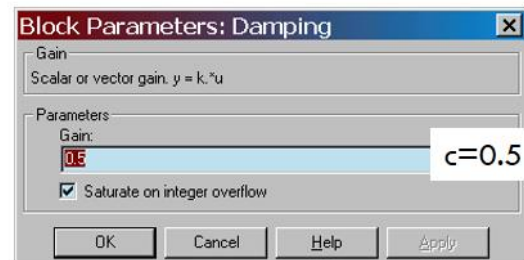 Block Parameters: Damping
Gain
Scalar or vector gain. y = k.*u
Parameters
Gain:
0.5
c=0.5
Saturate on integer overflow
OK Cancel Help Apply